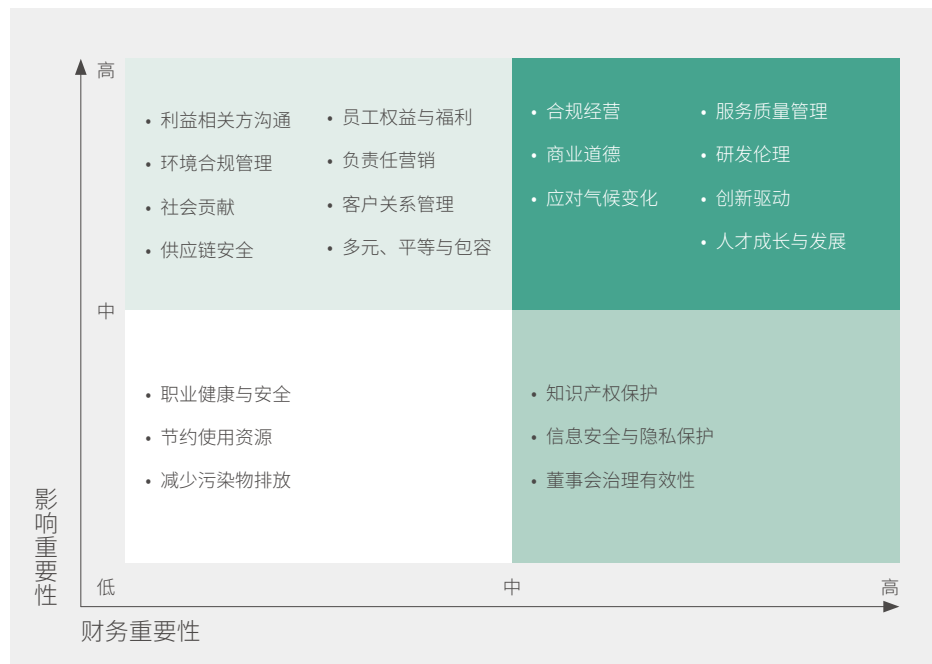 高
• 利益相关方沟通
• 环境合规管理
• 社会贡献
• 供应链安全
• 员工权益与福利
• 负责任营销
• 客户关系管理
• 多元、平等与包容
• 合规经营
• 商业道德
• 应对气候变化
• 服务质量管理
• 研发伦理
• 创新驱动
• 人才成长与发展
中
• 职业健康与安全
• 节约使用资源
• 减少污染物排放
• 知识产权保护
• 信息安全与隐私保护
• 董事会治理有效性
影响重要性
低
中
高
财务重要性